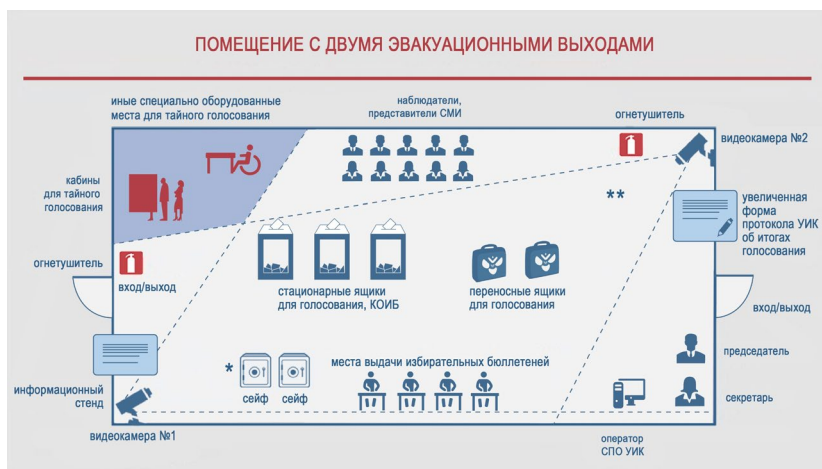 ПОМЕЩЕНИЕ С ДВУМЯ ЭВАКУАЦИОННЫМИ ВЫХОДАМИ
иные специально оборудованные
места для тайного голосования
наблюдатели,
представители СМИ
огнетушитель
видеокамера №2
кабины
для тайного
голосования
**
увеличенная
форма
протокола УИК
об итогах
голосования
огнетушитель
вход/выход
стационарные ящики
для голосования, КОИБ
переносные ящики
для голосования
вход/выход
председатель
места выдачи избирательных бюллетеней
*
сейф
сейф
информационный
стенд
секретарь
видеокамера №1
оператор
СПО УИК